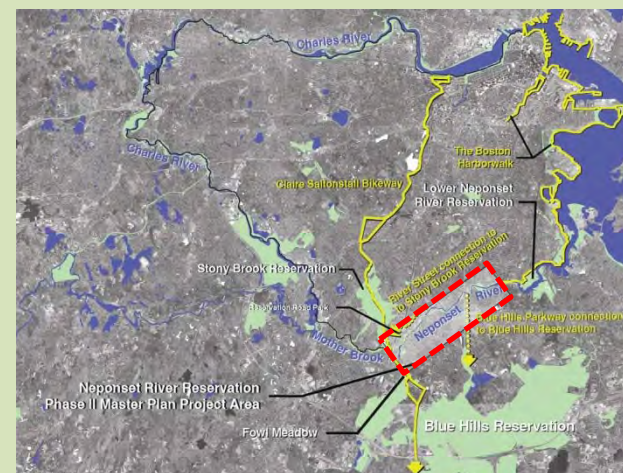 Charles River
Charles River
The Boston
Harborwalk
Claire Saltonstall Bikeway
Lower Neponset
River Reservation
Stony Brook Reservation
River Street connection to
to Stony Brook Reservation
Reservation Road Park
Neponset River
Blue Hills Parkway connection
to Blue Hills Reservation
Mother Brook
Neponset River Reservation
Phase II Master Plan Project Area
Fowl Meadow
Blue Hills Reservation